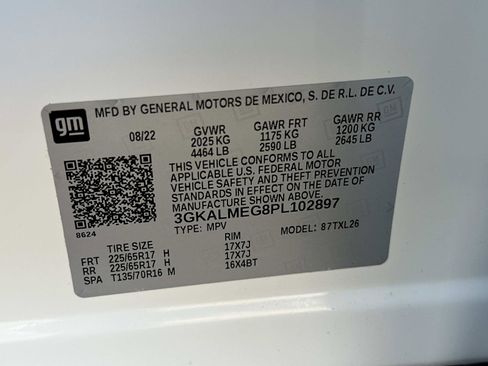 gm
MFD BY GENERAL MOTORS DE MEXICO, S. DE R.L. DE C.V.
08/22 GVWR GAWR FRT GAWR RR
2025 KG 1175 KG 1200 KG
4464 LB 2590 LB 2645 LB
THIS VEHICLE CONFORMS TO ALL
APPLICABLE U.S. FEDERAL MOTOR
VEHICLE SAFETY AND THEFT PREVENTION
STANDARDS IN EFFECT ON THE DATE OF
MANUFACTURE SHOWN ABOVE.
3GKALMEG8PL102897
8624
TYPE: MPV MODEL: 87TXL26
TIRE SIZE RIM
FRT 225/65R17 H 17X7J
RR 225/65R17 H 17X7J
SPA T135/70R16 M 16X4BT